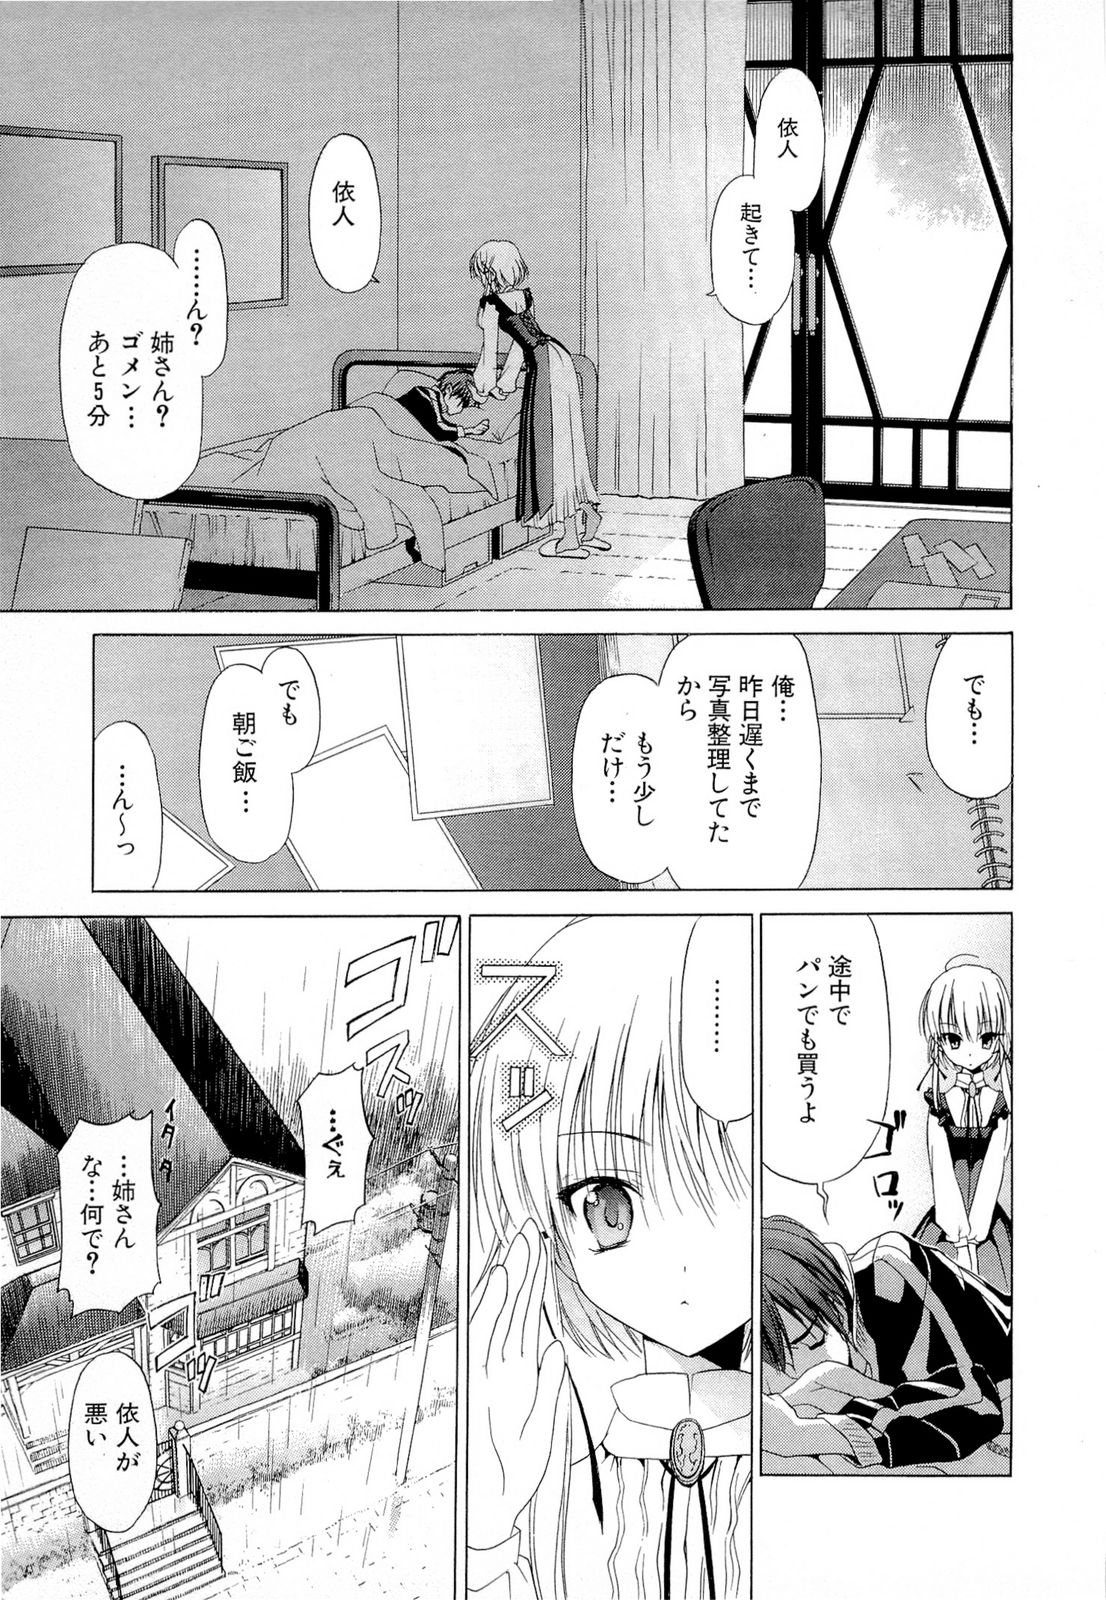 依人
起きて…
依人
……ん?
姉さん?
ゴメン…
あと5分
でも…
俺…
昨日遅くまで
写真整理してた
から
もう少し
だけ…
でも
朝ご飯…
…ん～っ
途中で
パンでも買うよ
ゴロッ
………
スッ
ゴスッ
…ぐぇ
イタタ
…姉さん
な…何で?
依人が
悪い